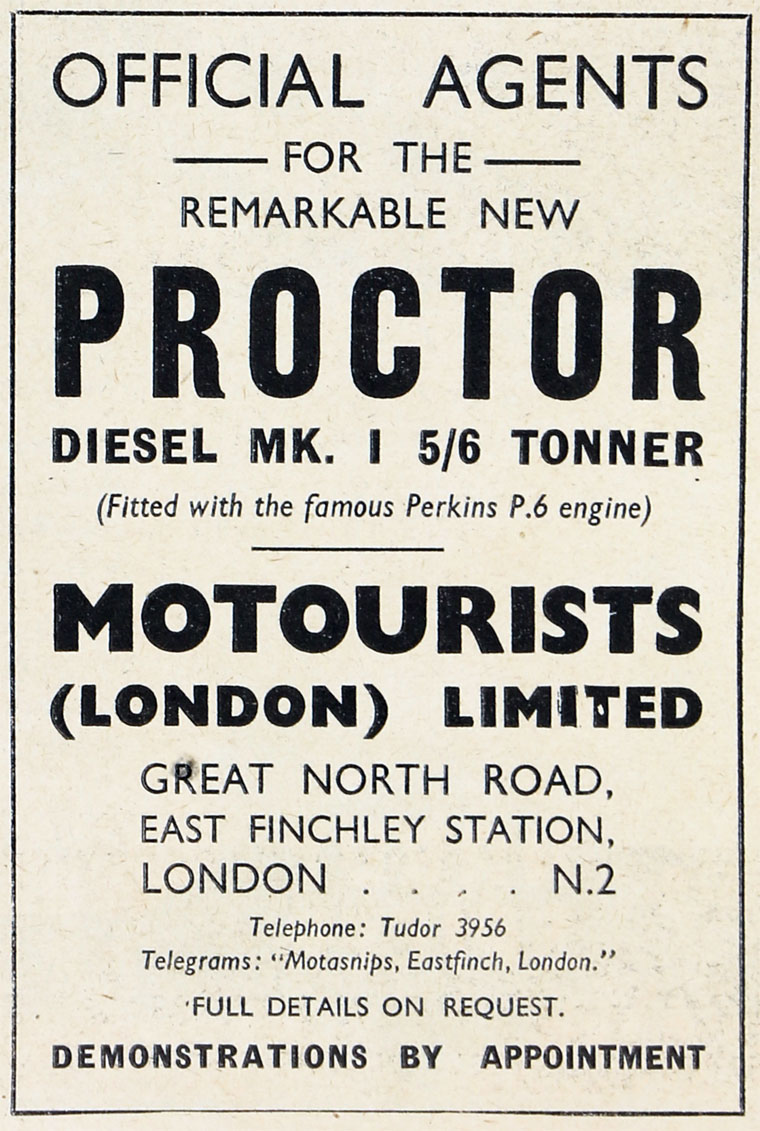 OFFICIAL AGENTS
FOR THE
REMARKABLE NEW
PROCTOR
DIESEL MK. I 5/6 TONNER
(Fitted with the famous Perkins P.6 engine)
MOTOURISTS
(LONDON) LIMITED
GREAT NORTH ROAD,
EAST FINCHLEY STATION,
LONDON . . . . N.2
Telephone: Tudor 3956
Telegrams: “Motasnips, Eastfinch, London.”
FULL DETAILS ON REQUEST.
DEMONSTRATIONS BY APPOINTMENT